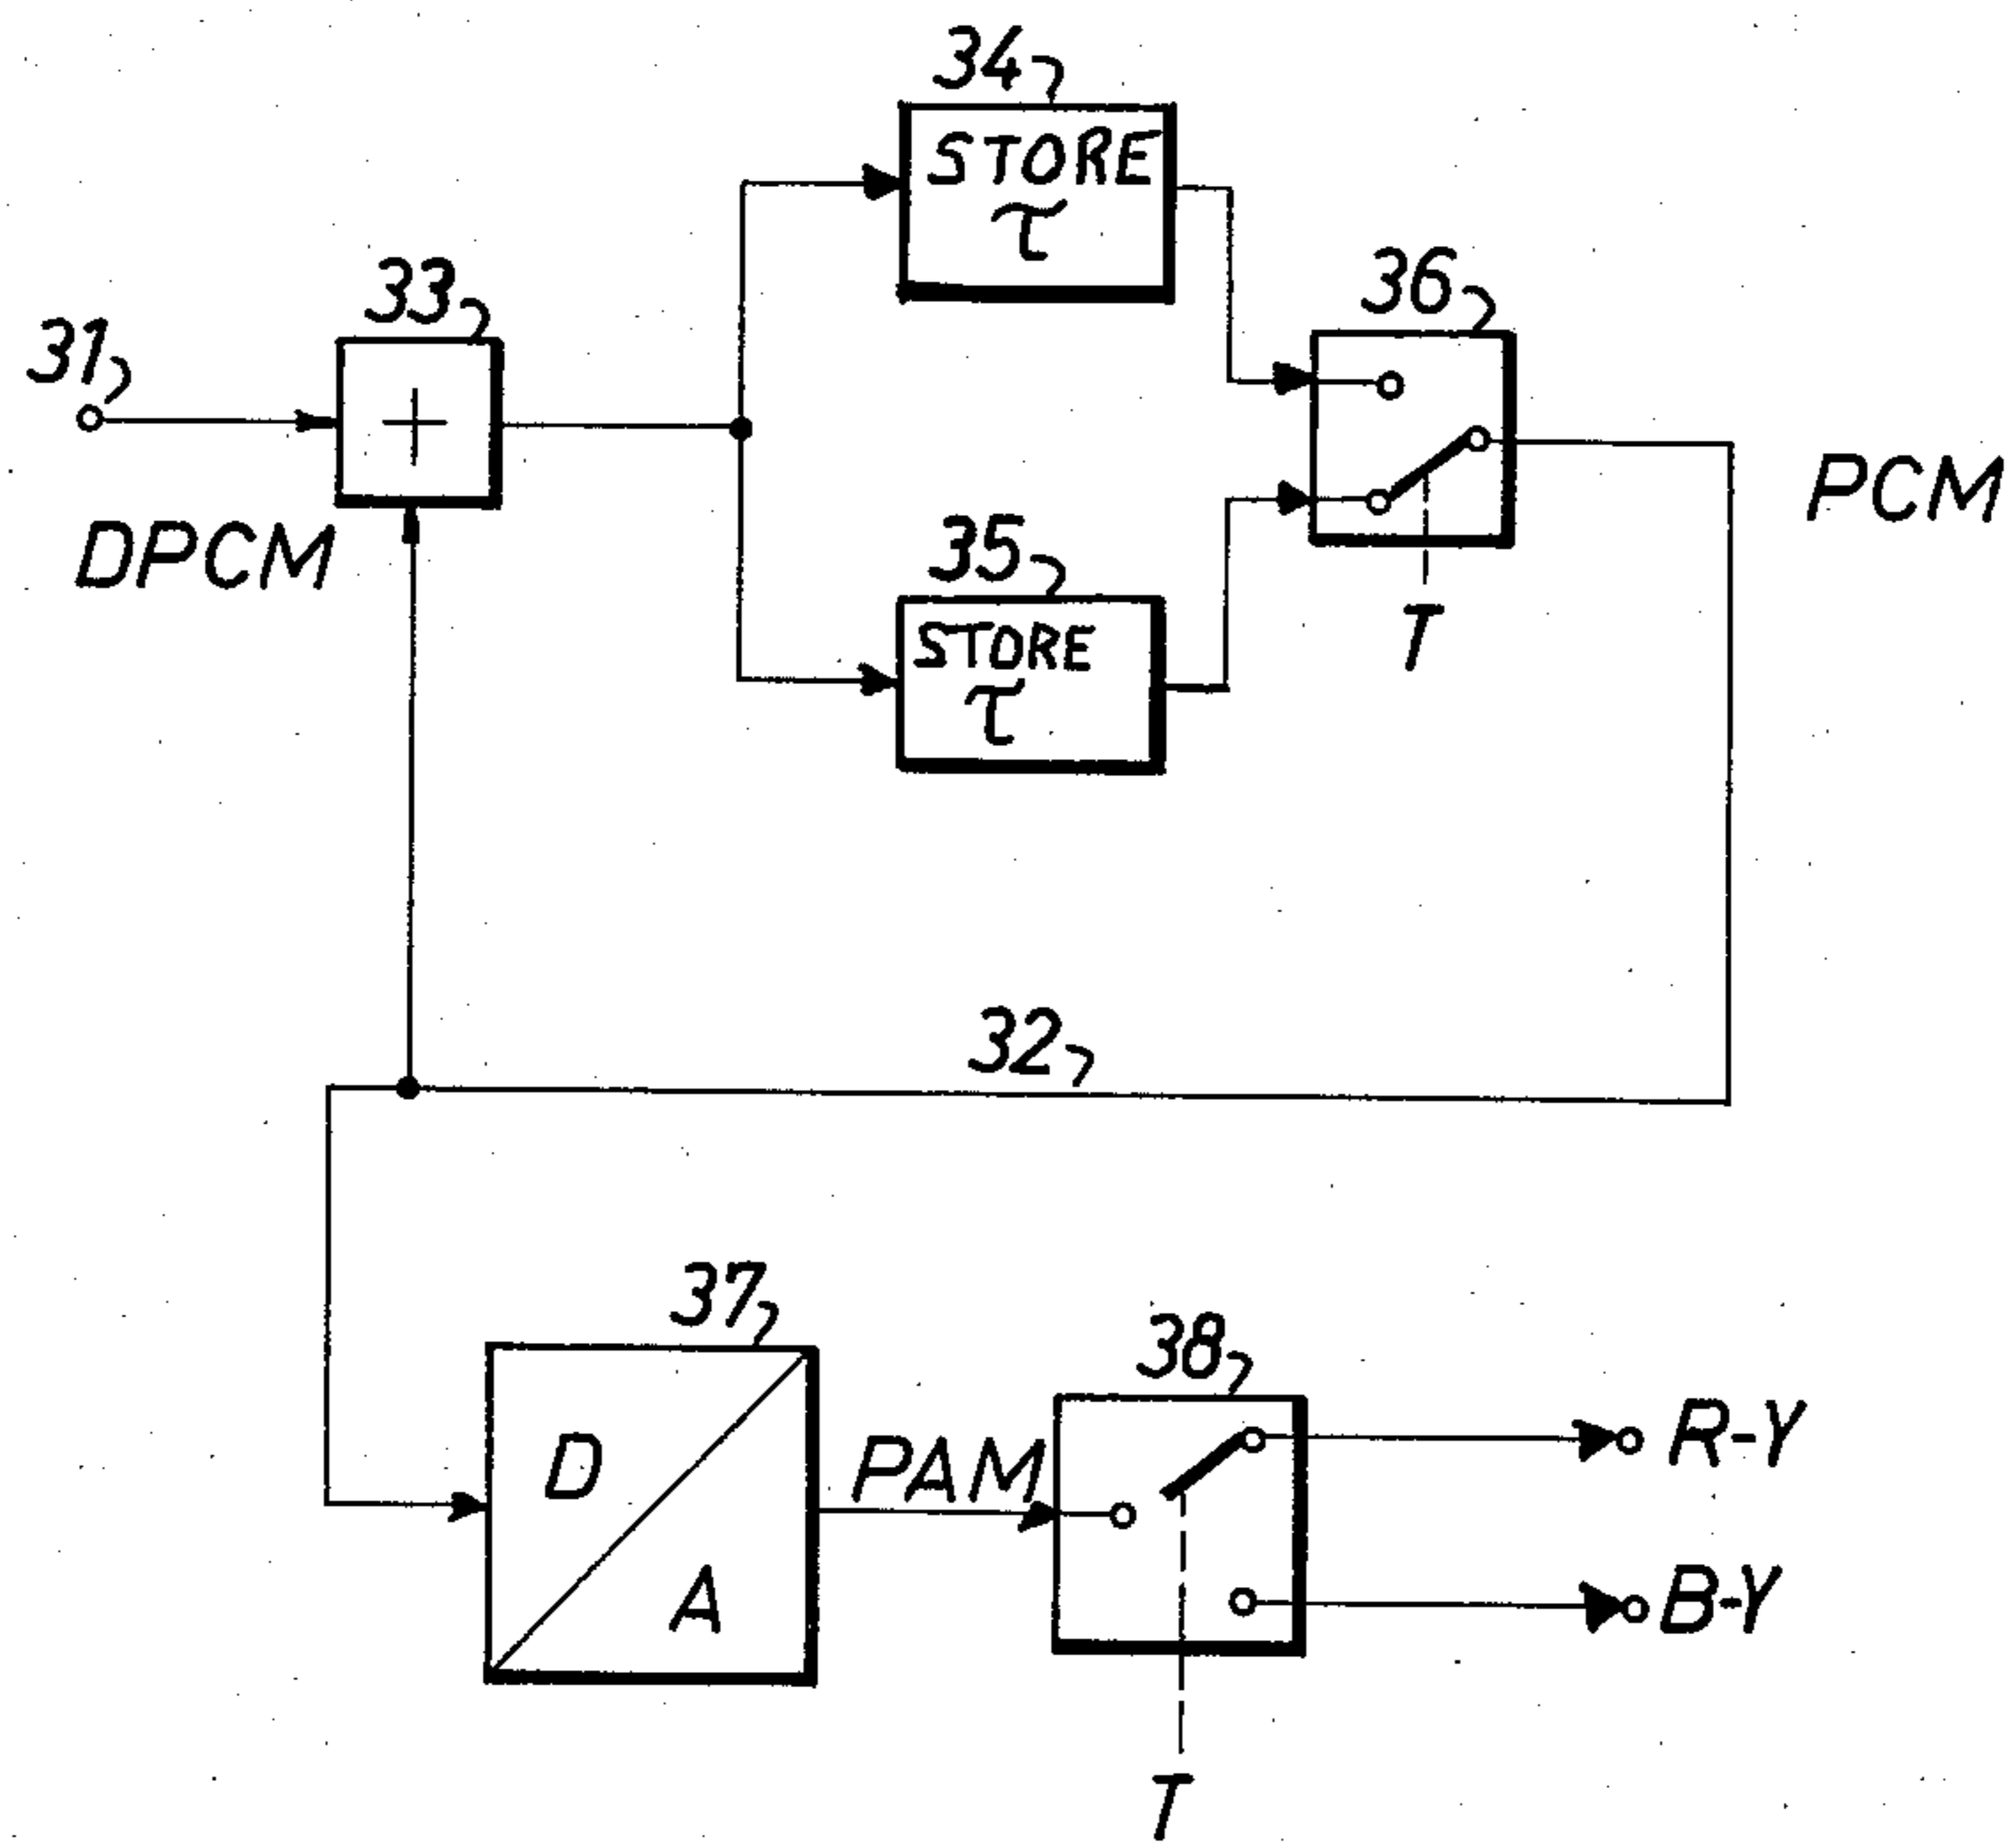 34
STORE
τ
33
36
31
DPCM
PCM
35
STORE
τ
T
32
37
38
D
A
PAM
R-Y
B-Y
T